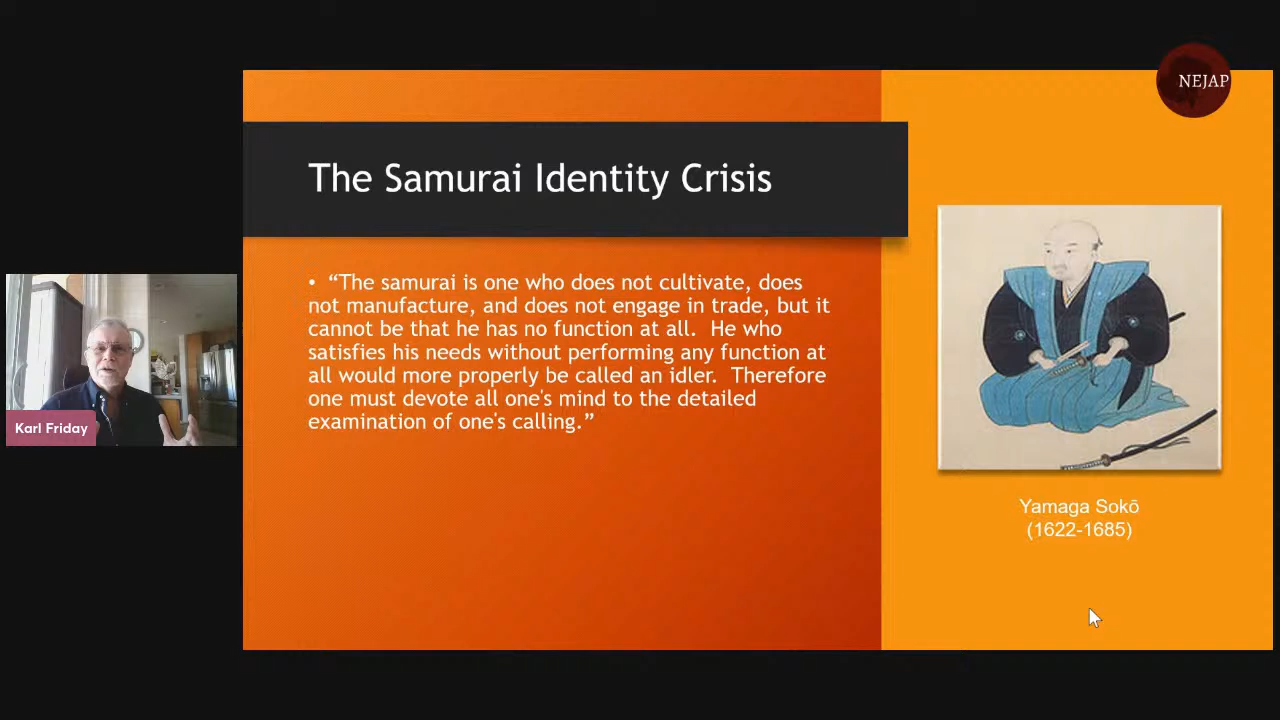 NEJAP
The Samurai Identity Crisis
• “The samurai is one who does not cultivate, does
not manufacture, and does not engage in trade, but it
cannot be that he has no function at all.  He who
satisfies his needs without performing any function at
all would more properly be called an idler.  Therefore
one must devote all one's mind to the detailed
examination of one's calling.”
Karl Friday
Yamaga Sokō
(1622-1685)